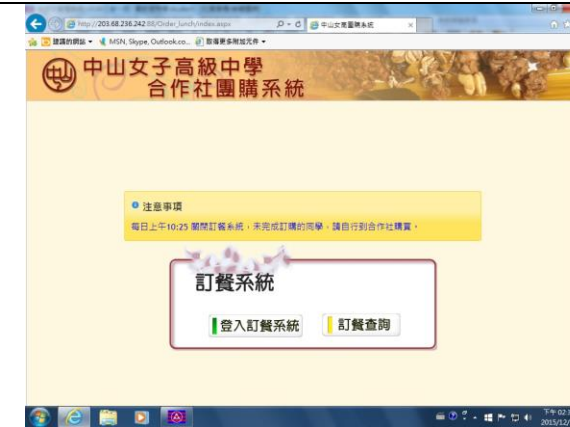 http://203.68.236.242:88/Order_lunch/index.aspx
中山女高團購系統
建議的網站
MSN, Skype, Outlook.co...
取得更多附加元件
中山女子高級中學
合作社團購系統
注意事項
每日上午10:25 關閉訂餐系統,未完成訂購的同學,請自行到合作社購買。
訂餐系統
登入訂餐系統
訂餐查詢
下午 02:
2015/12/